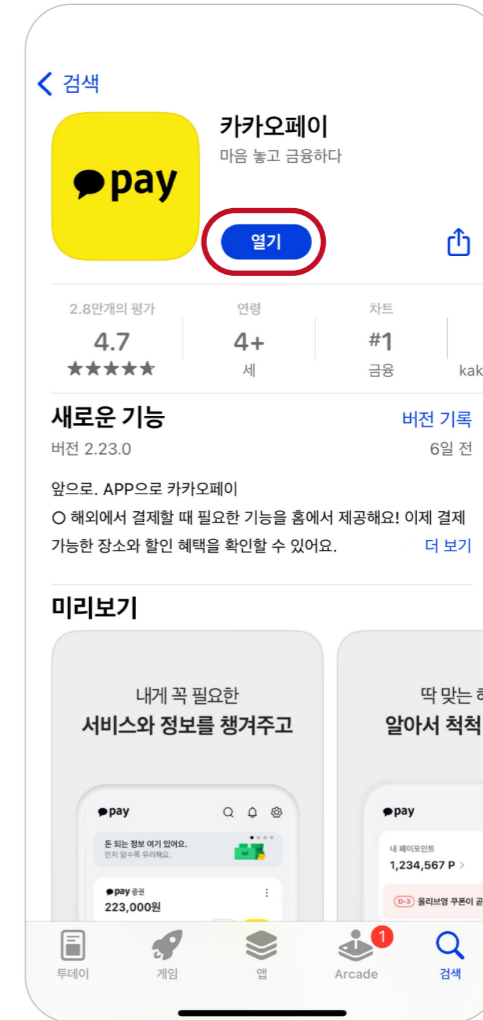 검색
pay
카카오페이
마음 놓고 금융하다
열기
2.8만개의 평가
연령
차트
4.7
4+
#1
세
금융
kak
새로운 기능
버전 기록
버전 2.23.0
6일 전
앞으로. APP으로 카카오페이
○ 해외에서 결제할 때 필요한 기능을 홈에서 제공해요! 이제 결제
가능한 장소와 할인 혜택을 확인할 수 있어요.
더 보기
미리보기
내게 꼭 필요한
서비스와 정보를 챙겨주고
pay
돈 되는 정보 여기 있어요.
먼저 알수록 유리해요.
pay 증권
223,000원
딱 맞는
알아서 척척
pay
내 페이포인트
1,234,567 P >
D-3 올리브영 쿠폰이 곧
1
투데이
게임
앱
Arcade
검색